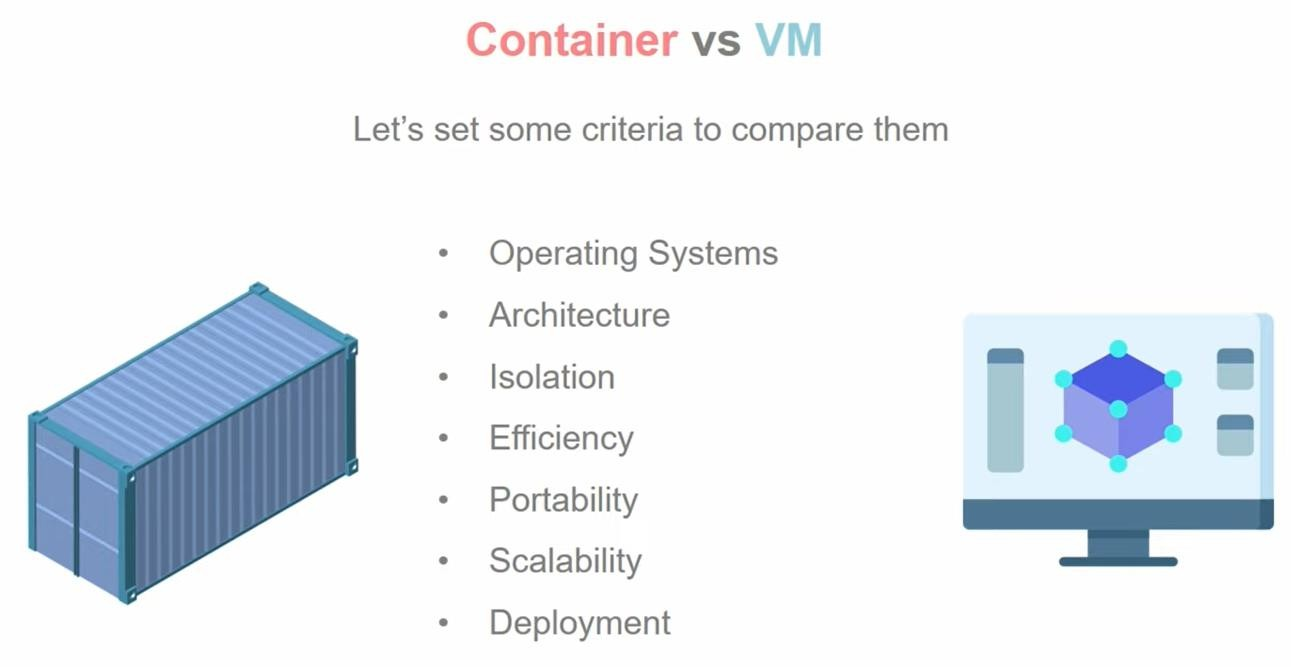 Container vs VM
Let's set some criteria to compare them
• Operating Systems
• Architecture
• Isolation
• Efficiency
• Portability
• Scalability
• Deployment